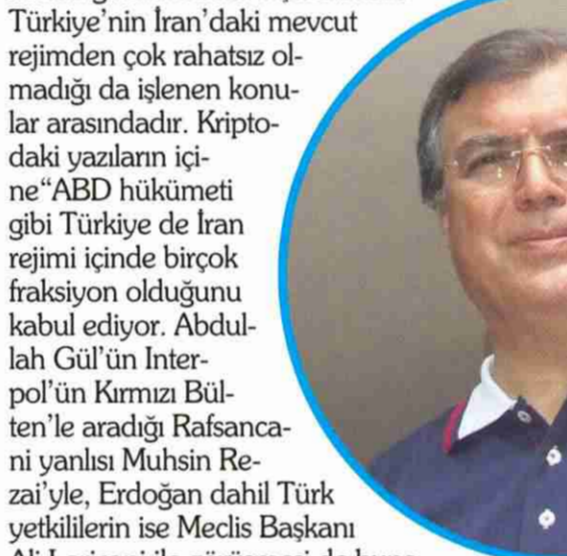 Türkiye'nin İran'daki mevcut
rejimden çok rahatsız ol-
madığı da işlenen konu-
lar arasındadır. Kripto-
daki yazıların içi-
ne“ABD hükümeti
gibi Türkiye de İran
rejimi içinde birçok
fraksiyon olduğunu
kabul ediyor. Abdul-
lah Gül'ün Inter-
pol'ün Kırmızı Bül-
ten'le aradığı Rafsanca-
ni yanlısı Muhsin Re-
zai'yle, Erdoğan dahil Türk
yetkililerin ise Meclis Başkanı